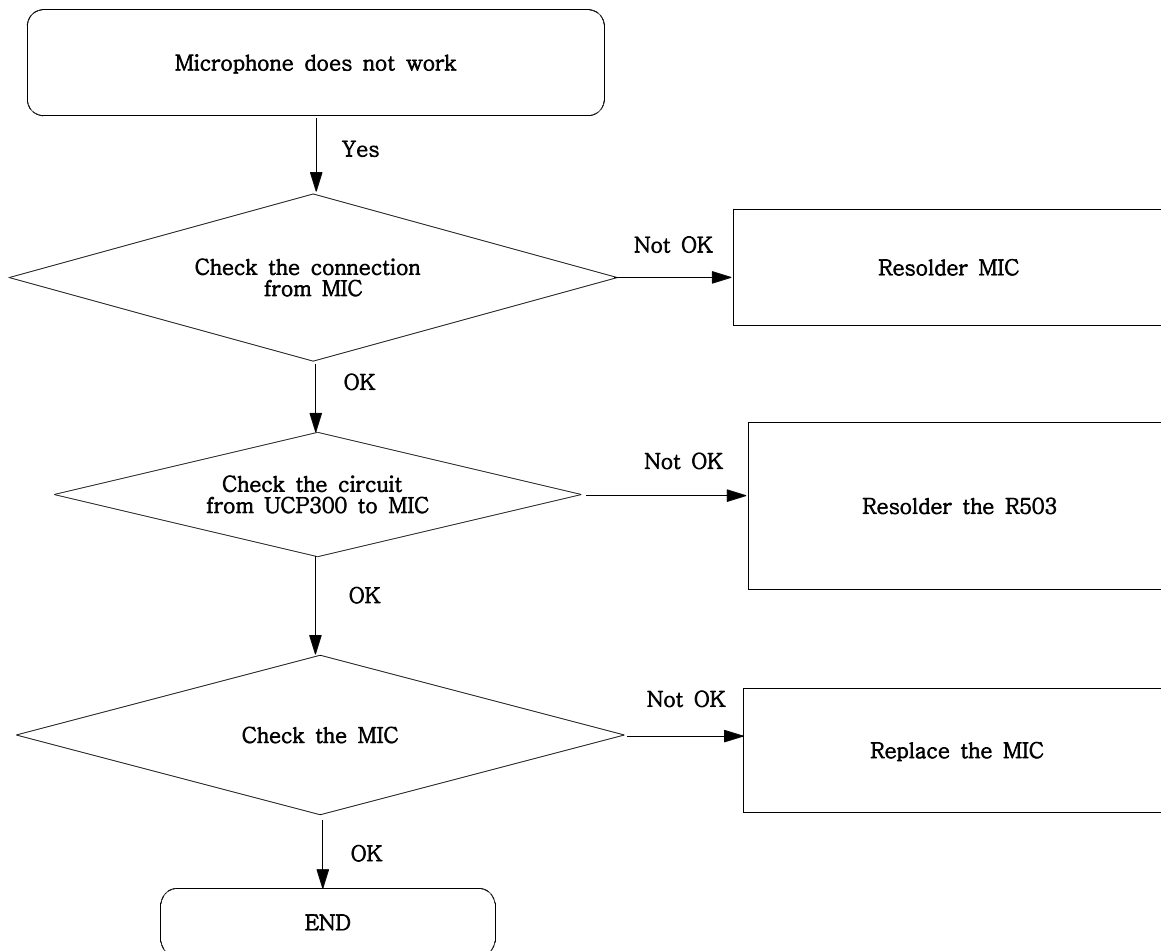 Microphone does not work
Yes
Check the connection
from MIC
Not OK
Resolder MIC
OK
Check the circuit
from UCP300 to MIC
Not OK
Resolder the R503
OK
Check the MIC
Not OK
Replace the MIC
OK
END